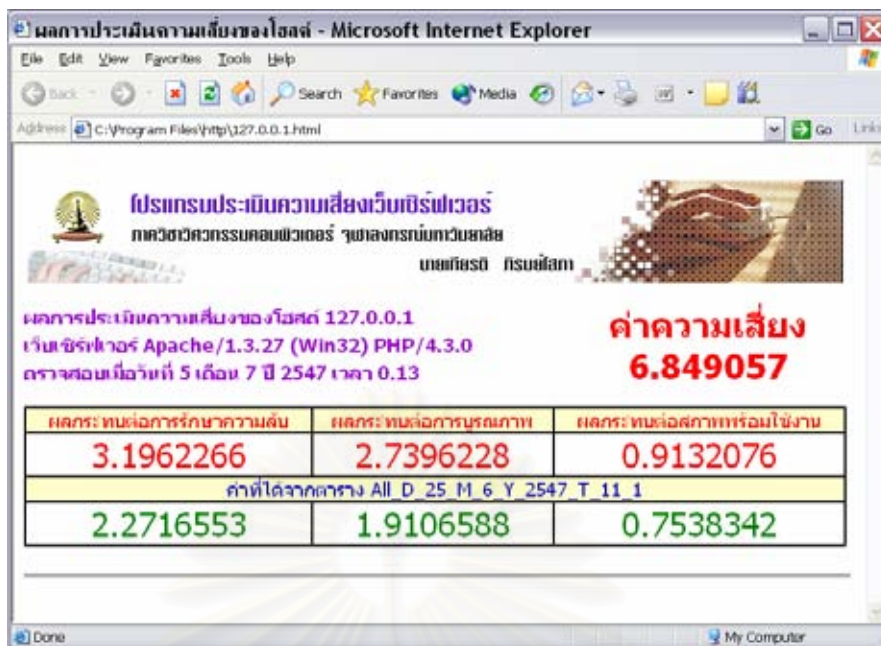 ผลการประเมินความเสี่ยงของโฮสต์ - Microsoft Internet Explorer
File Edit View Favorites Tools Help
Back Search Favorites Media
Address C:\Program Files\http\127.0.0.1.html Go Links
โปรแกรมประเมินความเสี่ยงเว็บเซิร์ฟเวอร์
ภาควิชาวิศวกรรมคอมพิวเตอร์ จุฬาลงกรณ์มหาวิทยาลัย
นายเกียรติ ภิรมย์โสภา
ผลการประเมินความเสี่ยงของโฮสต์ 127.0.0.1
เว็บเซิร์ฟเวอร์ Apache/1.3.27 (Win32) PHP/4.3.0
ตรวจสอบเมื่อวันที่ 5 เดือน 7 ปี 2547 เวลา 0.13
ค่าความเสี่ยง
6.849057
ผลกระทบต่อการรักษาความลับ ผลกระทบต่อการบูรณภาพ ผลกระทบต่อสภาพพร้อมใช้งาน
3.1962266 2.7396228 0.9132076
ค่าที่ได้จากตาราง All_D_25_M_6_Y_2547_T_11_1
2.2716553 1.9106588 0.7538342
Done My Computer